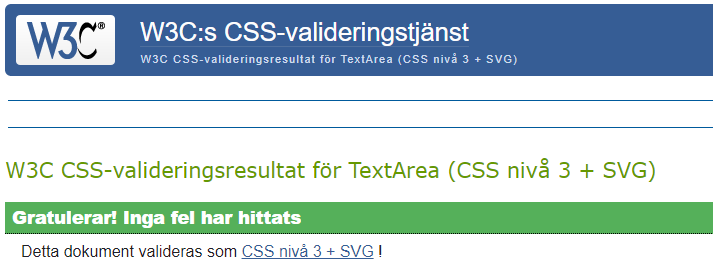 W3C® W3C:s CSS-valideringstjänst
W3C CSS-valideringsresultat för TextArea (CSS nivå 3 + SVG)
W3C CSS-valideringsresultat för TextArea (CSS nivå 3 + SVG)
Gratulerar! Inga fel har hittats
Detta dokument valideras som CSS nivå 3 + SVG !